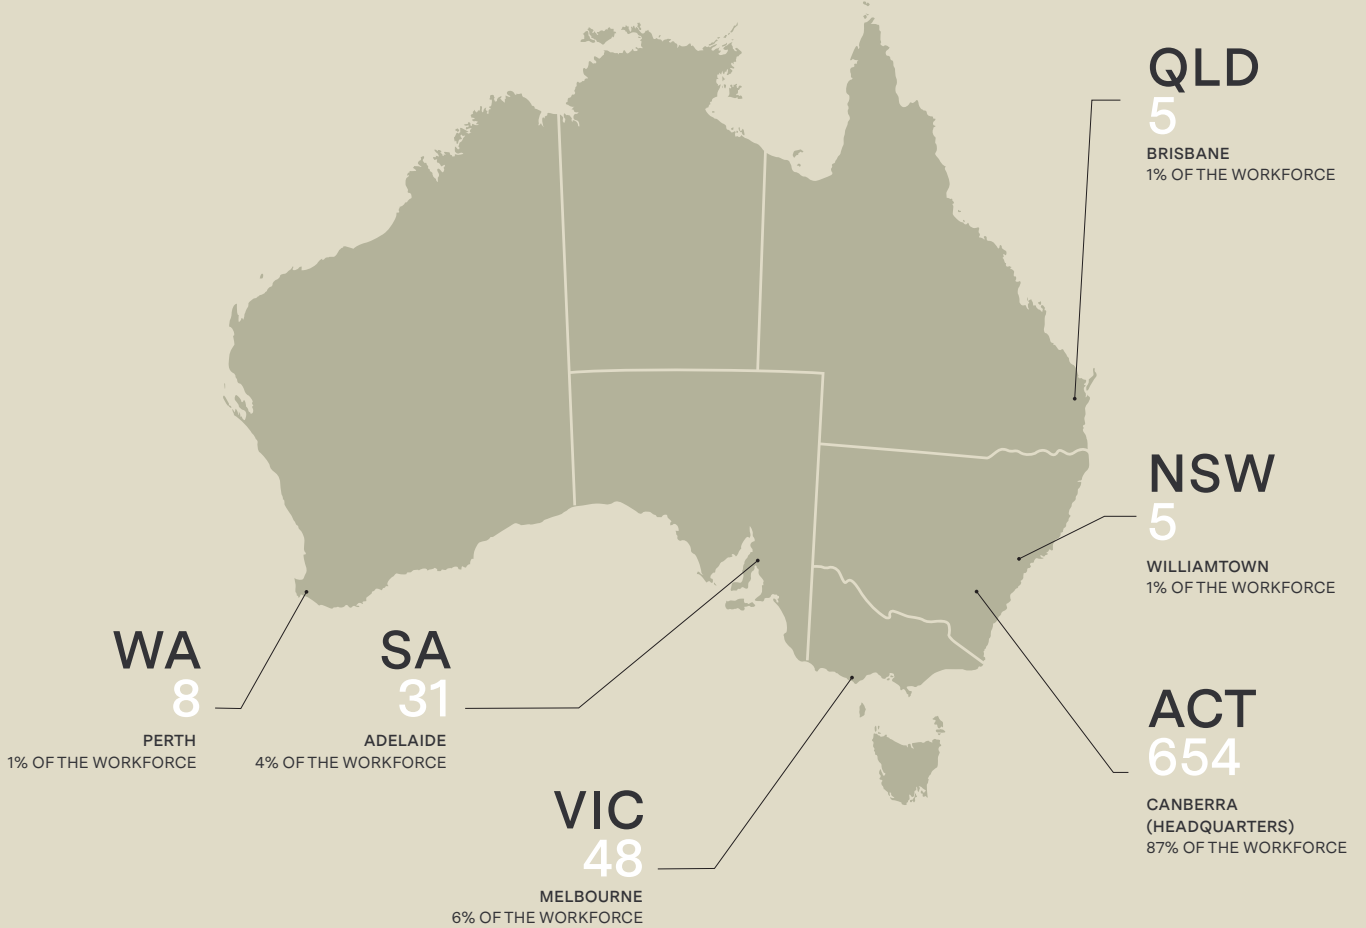 QLD
5
BRISBANE
1% OF THE WORKFORCE
NSW
5
WILLIAMTOWN
1% OF THE WORKFORCE
WA
8
PERTH
1% OF THE WORKFORCE
SA
31
ADELAIDE
4% OF THE WORKFORCE
ACT
654
CANBERRA
(HEADQUARTERS)
87% OF THE WORKFORCE
VIC
48
MELBOURNE
6% OF THE WORKFORCE